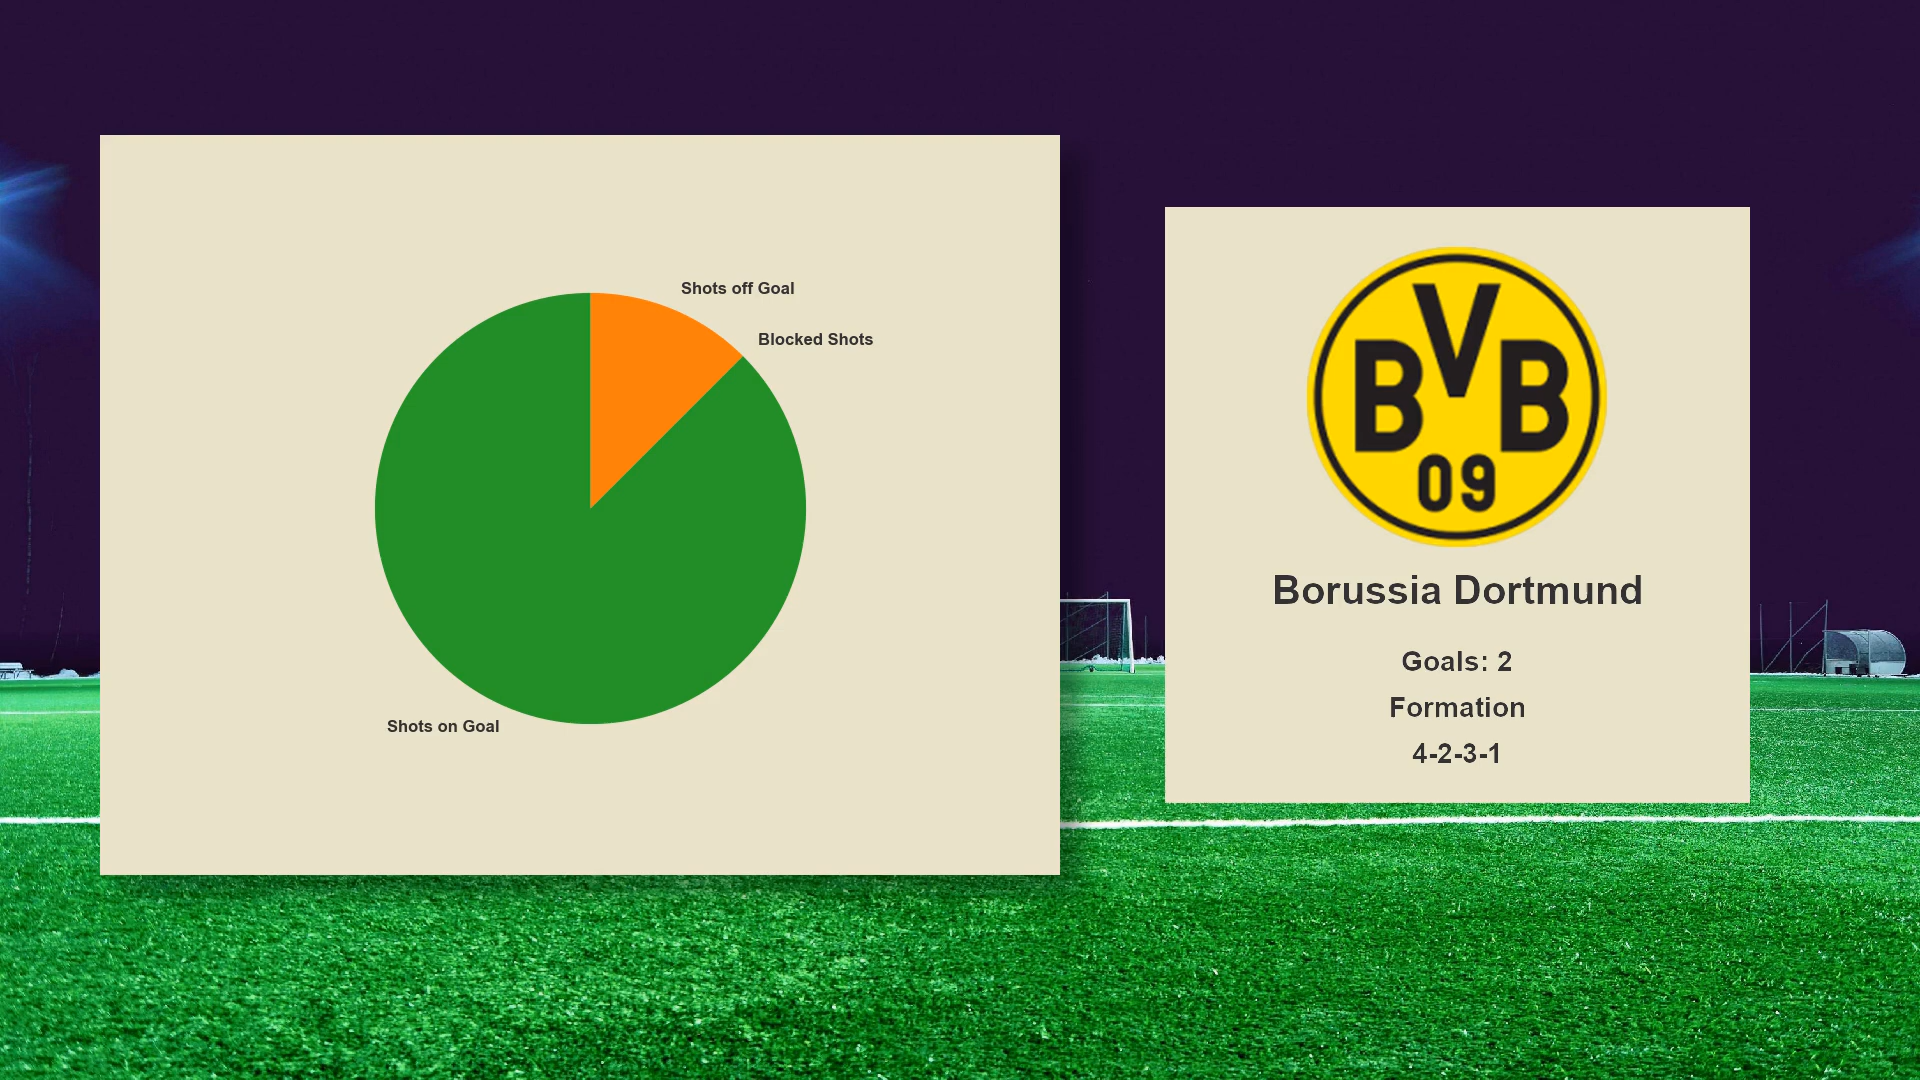 Shots off Goal
Blocked Shots
Shots on Goal
BVB
09
Borussia Dortmund
Goals: 2
Formation
4-2-3-1